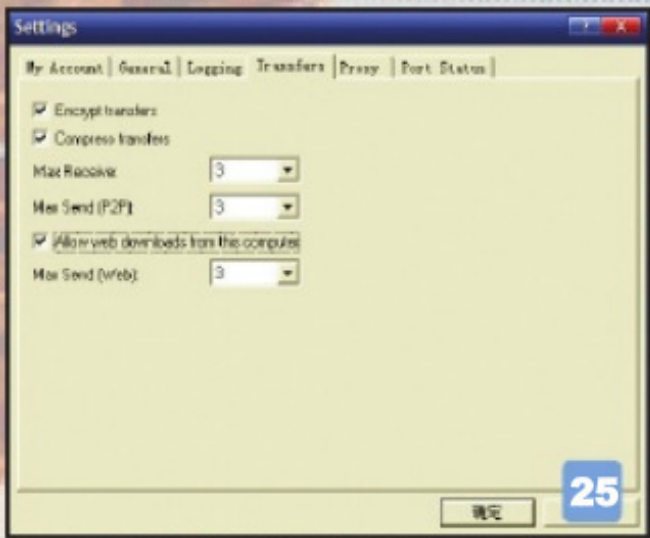 Settings
My Account General Logging Transfers Proxy Port Status
Encrypt transfers
Compress transfers
Max Receive: 3
Max Send (P2P): 3
Allow web downloads from this computer
Max Send (Web): 3
确定
25